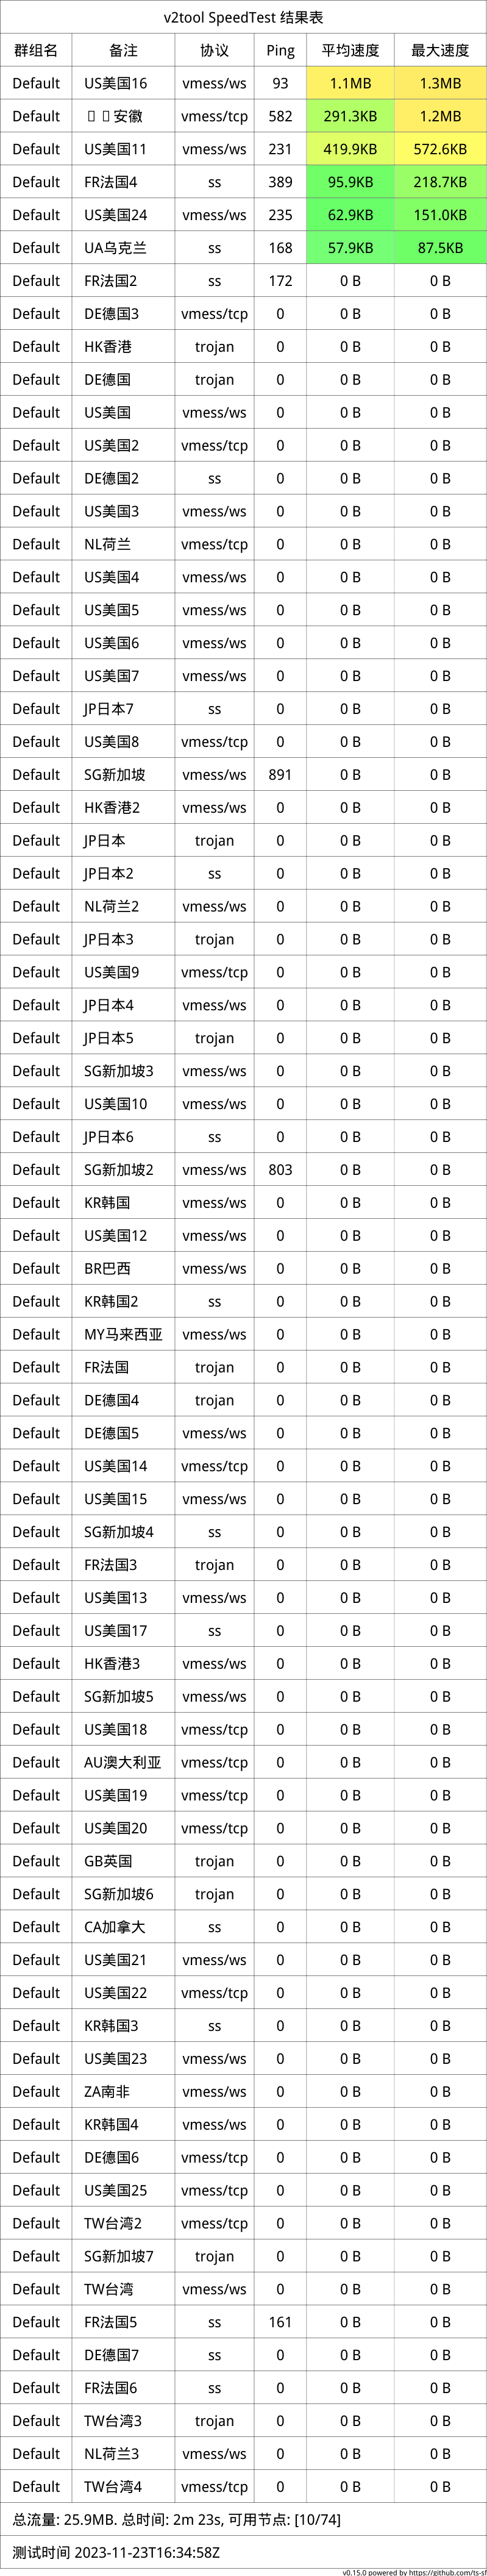 v2tool SpeedTest 结果表
群组名 备注 协议 Ping 平均速度 最大速度
Default US美国16 vmess/ws 93 1.1MB 1.3MB
Default 安徽 vmess/tcp 582 291.3KB 1.2MB
Default US美国11 vmess/ws 231 419.9KB 572.6KB
Default FR法国4 ss 389 95.9KB 218.7KB
Default US美国24 vmess/ws 235 62.9KB 151.0KB
Default UA乌克兰 ss 168 57.9KB 87.5KB
Default FR法国2 ss 172 0 B 0 B
Default DE德国3 vmess/tcp 0 0 B 0 B
Default HK香港 trojan 0 0 B 0 B
Default DE德国 trojan 0 0 B 0 B
Default US美国 vmess/ws 0 0 B 0 B
Default US美国2 vmess/tcp 0 0 B 0 B
Default DE德国2 ss 0 0 B 0 B
Default US美国3 vmess/ws 0 0 B 0 B
Default NL荷兰 vmess/tcp 0 0 B 0 B
Default US美国4 vmess/ws 0 0 B 0 B
Default US美国5 vmess/ws 0 0 B 0 B
Default US美国6 vmess/ws 0 0 B 0 B
Default US美国7 vmess/ws 0 0 B 0 B
Default JP日本7 ss 0 0 B 0 B
Default US美国8 vmess/tcp 0 0 B 0 B
Default SG新加坡 vmess/ws 891 0 B 0 B
Default HK香港2 vmess/ws 0 0 B 0 B
Default JP日本 trojan 0 0 B 0 B
Default JP日本2 ss 0 0 B 0 B
Default NL荷兰2 vmess/ws 0 0 B 0 B
Default JP日本3 trojan 0 0 B 0 B
Default US美国9 vmess/tcp 0 0 B 0 B
Default JP日本4 vmess/ws 0 0 B 0 B
Default JP日本5 trojan 0 0 B 0 B
Default SG新加坡3 vmess/ws 0 0 B 0 B
Default US美国10 vmess/ws 0 0 B 0 B
Default JP日本6 ss 0 0 B 0 B
Default SG新加坡2 vmess/ws 803 0 B 0 B
Default KR韩国 vmess/ws 0 0 B 0 B
Default US美国12 vmess/ws 0 0 B 0 B
Default BR巴西 vmess/ws 0 0 B 0 B
Default KR韩国2 ss 0 0 B 0 B
Default MY马来西亚 vmess/ws 0 0 B 0 B
Default FR法国 trojan 0 0 B 0 B
Default DE德国4 trojan 0 0 B 0 B
Default DE德国5 vmess/ws 0 0 B 0 B
Default US美国14 vmess/tcp 0 0 B 0 B
Default US美国15 vmess/ws 0 0 B 0 B
Default SG新加坡4 ss 0 0 B 0 B
Default FR法国3 trojan 0 0 B 0 B
Default US美国13 vmess/ws 0 0 B 0 B
Default US美国17 ss 0 0 B 0 B
Default HK香港3 vmess/ws 0 0 B 0 B
Default SG新加坡5 vmess/ws 0 0 B 0 B
Default US美国18 vmess/tcp 0 0 B 0 B
Default AU澳大利亚 vmess/tcp 0 0 B 0 B
Default US美国19 vmess/tcp 0 0 B 0 B
Default US美国20 vmess/tcp 0 0 B 0 B
Default GB英国 trojan 0 0 B 0 B
Default SG新加坡6 trojan 0 0 B 0 B
Default CA加拿大 ss 0 0 B 0 B
Default US美国21 vmess/ws 0 0 B 0 B
Default US美国22 vmess/tcp 0 0 B 0 B
Default KR韩国3 ss 0 0 B 0 B
Default US美国23 vmess/ws 0 0 B 0 B
Default ZA南非 vmess/ws 0 0 B 0 B
Default KR韩国4 vmess/ws 0 0 B 0 B
Default DE德国6 vmess/tcp 0 0 B 0 B
Default US美国25 vmess/tcp 0 0 B 0 B
Default TW台湾2 vmess/tcp 0 0 B 0 B
Default SG新加坡7 trojan 0 0 B 0 B
Default TW台湾 vmess/ws 0 0 B 0 B
Default FR法国5 ss 161 0 B 0 B
Default DE德国7 ss 0 0 B 0 B
Default FR法国6 ss 0 0 B 0 B
Default TW台湾3 trojan 0 0 B 0 B
Default NL荷兰3 vmess/ws 0 0 B 0 B
Default TW台湾4 vmess/tcp 0 0 B 0 B
总流量: 25.9MB. 总时间: 2m 23s, 可用节点: [10/74]
测试时间 2023-11-23T16:34:58Z
v0.15.0 powered by https://github.com/ts-sf